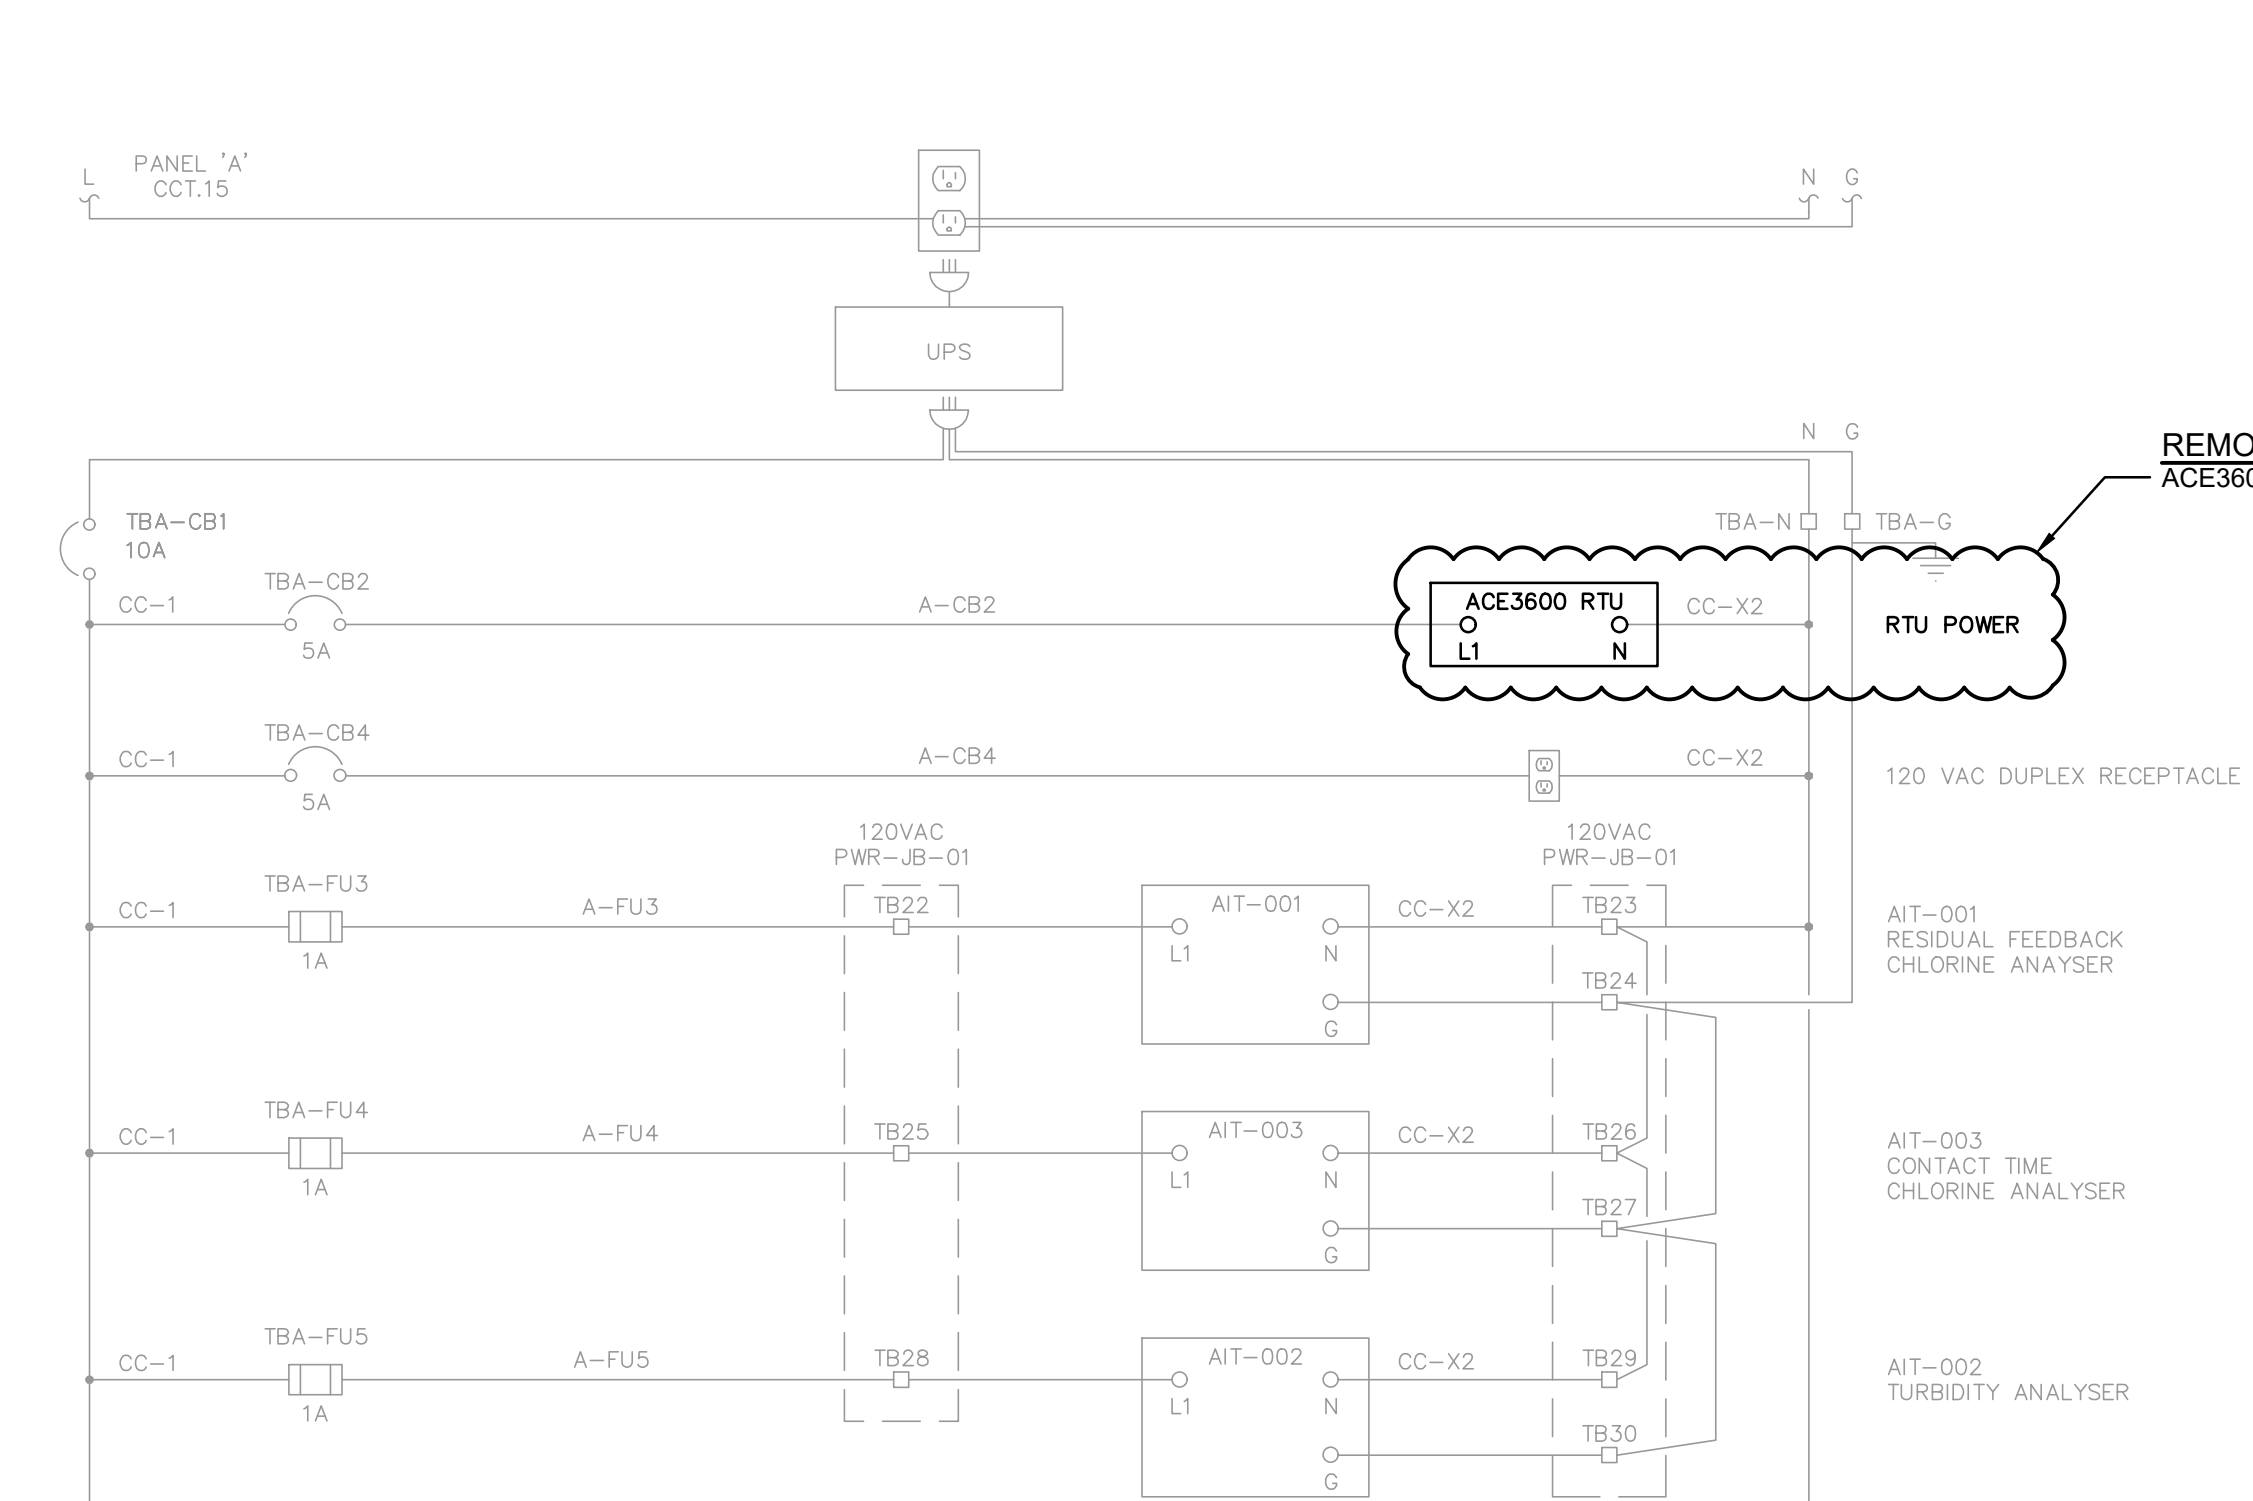 L
PANEL 'A'
CCT.15
N G
UPS
N G
REMO
ACE360
TBA-CB1
10A
TBA-N
TBA-G
TBA-CB2
CC-1
5A
A-CB2
ACE3600 RTU
L1 N
CC-X2
RTU POWER
TBA-CB4
CC-1
5A
A-CB4
CC-X2
120 VAC DUPLEX RECEPTACLE
120VAC
PWR-JB-01
120VAC
PWR-JB-01
TBA-FU3
CC-1
1A
A-FU3
TB22
AIT-001
L1 N
G
CC-X2
TB23
TB24
AIT-001
RESIDUAL FEEDBACK
CHLORINE ANAYSER
TBA-FU4
CC-1
1A
A-FU4
TB25
AIT-003
L1 N
G
CC-X2
TB26
TB27
AIT-003
CONTACT TIME
CHLORINE ANALYSER
TBA-FU5
CC-1
1A
A-FU5
TB28
AIT-002
L1 N
G
CC-X2
TB29
TB30
AIT-002
TURBIDITY ANALYSER